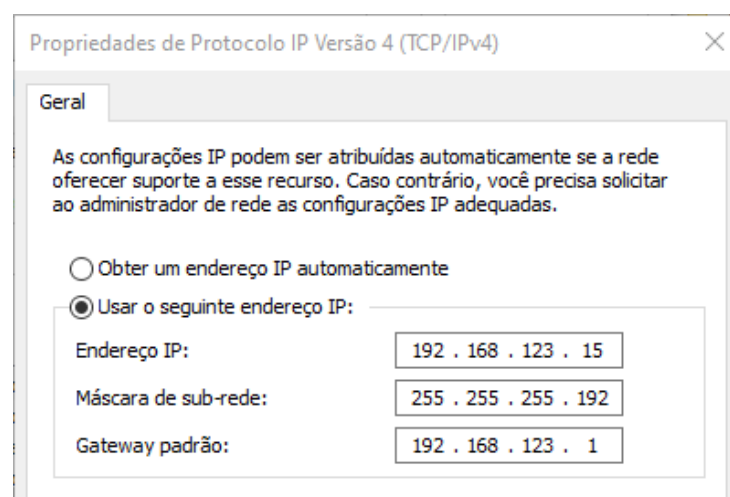 Propriedades de Protocolo IP Versão 4 (TCP/IPv4)
Geral
As configurações IP podem ser atribuídas automaticamente se a rede
oferecer suporte a esse recurso. Caso contrário, você precisa solicitar
ao administrador de rede as configurações IP adequadas.
Obter um endereço IP automaticamente
Usar o seguinte endereço IP:
Endereço IP: 192 . 168 . 123 . 15
Máscara de sub-rede: 255 . 255 . 255 . 192
Gateway padrão: 192 . 168 . 123 . 1